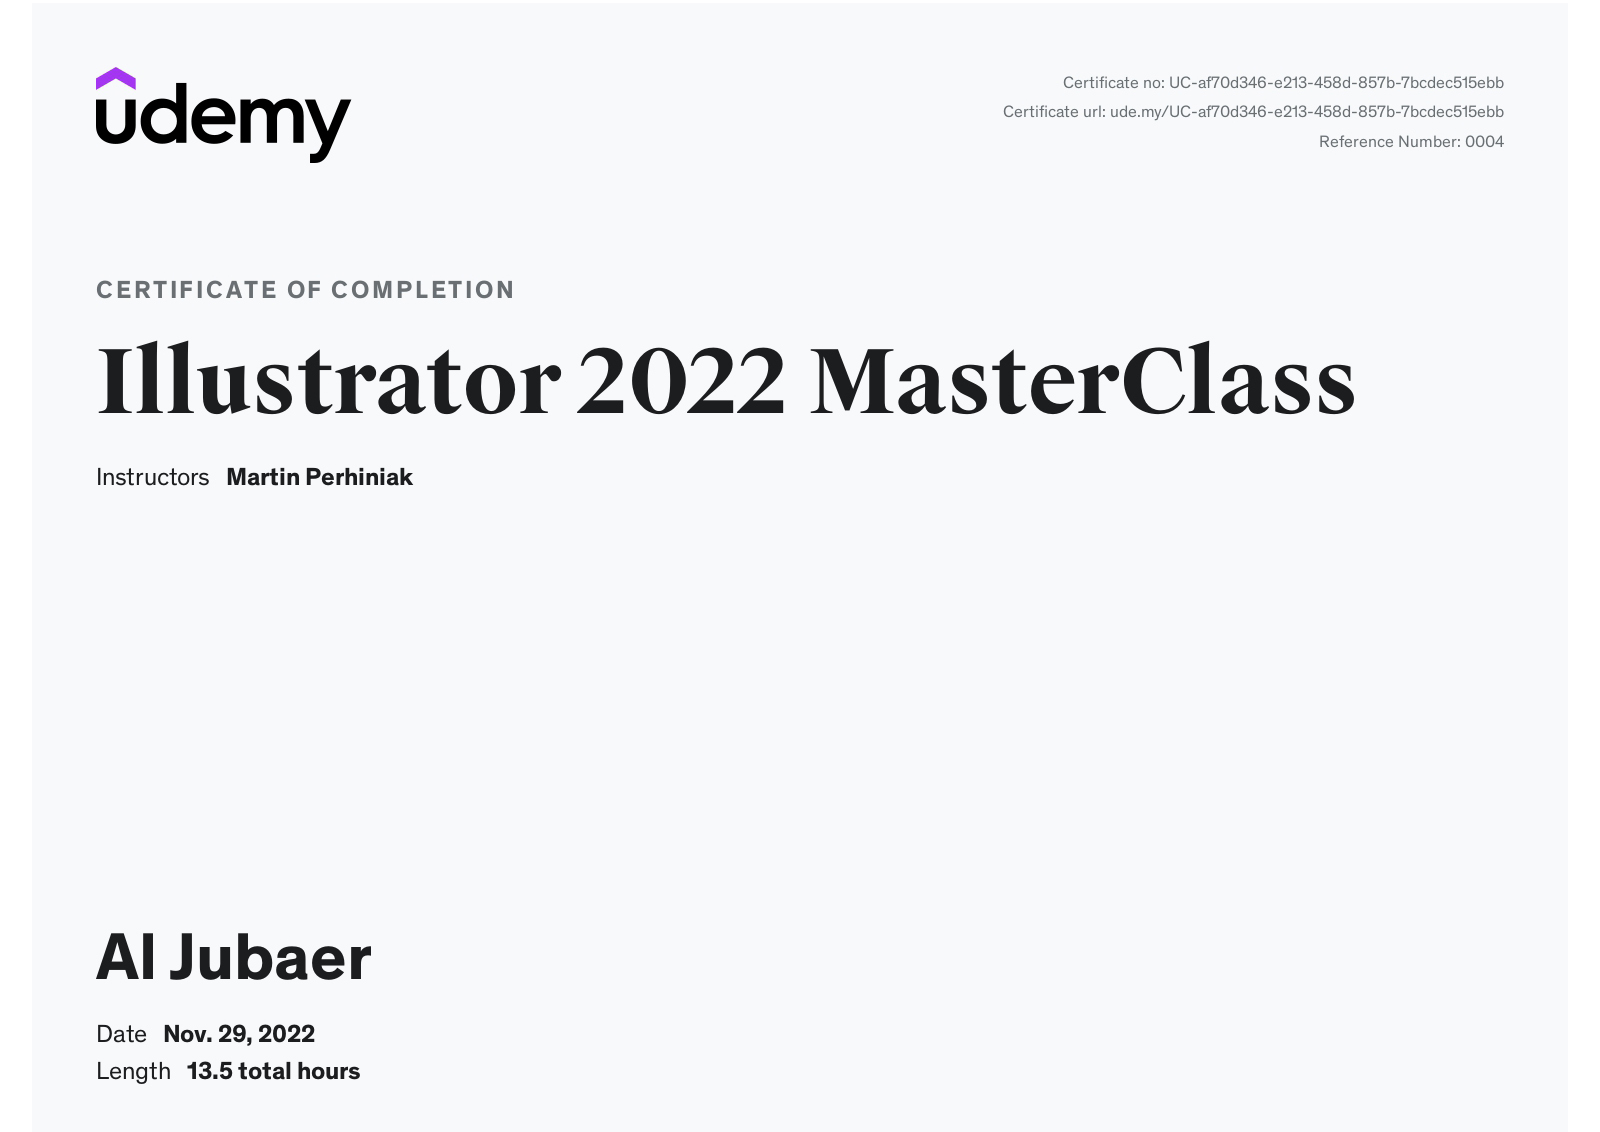 udemy
Certificate no: UC-af70d346-e213-458d-857b-7bcdec515ebb
Certificate url: ude.my/UC-af70d346-e213-458d-857b-7bcdec515ebb
Reference Number: 0004
CERTIFICATE OF COMPLETION
Illustrator 2022 MasterClass
Instructors Martin Perhiniak
Al Jubaer
Date Nov. 29, 2022
Length 13.5 total hours